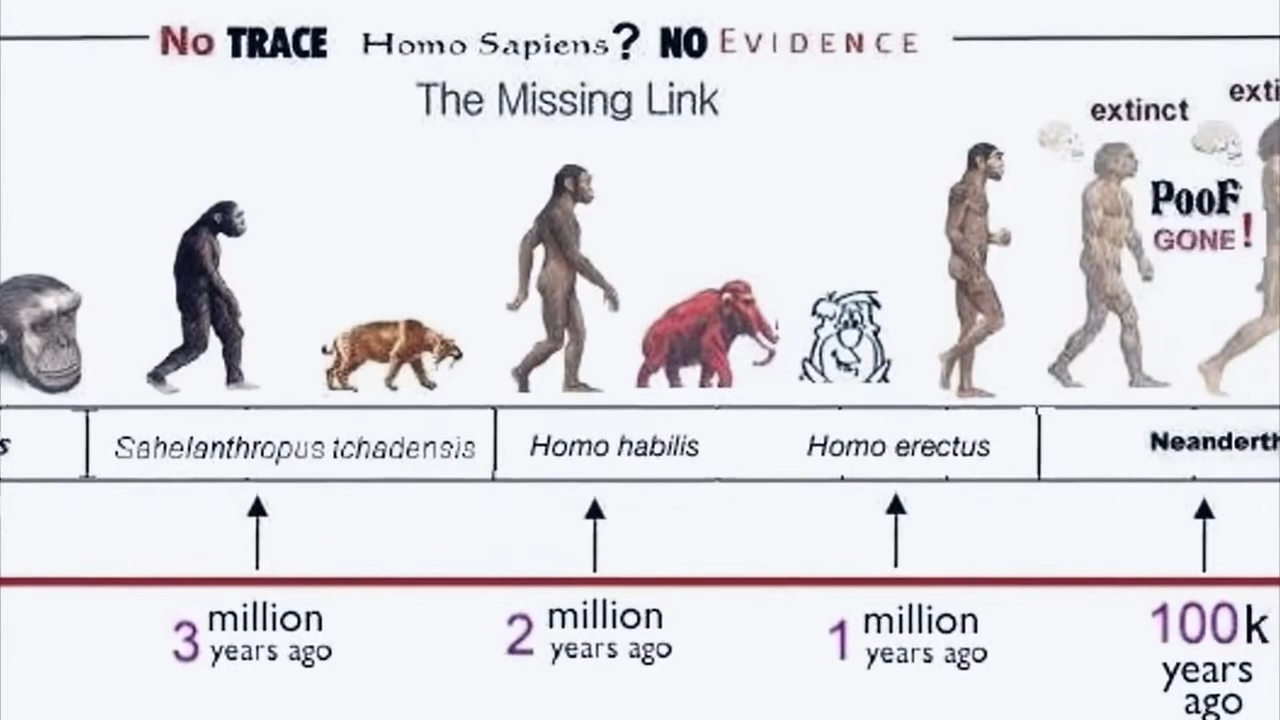 No TRACE Homo Sapiens? NO EVIDENCE
The Missing Link
extinct
POOF
GONE!
Sahelanthropus tchadensis
Homo habilis
Homo erectus
3 million
years ago
2 million
years ago
1 million
years ago
100k
years
ago